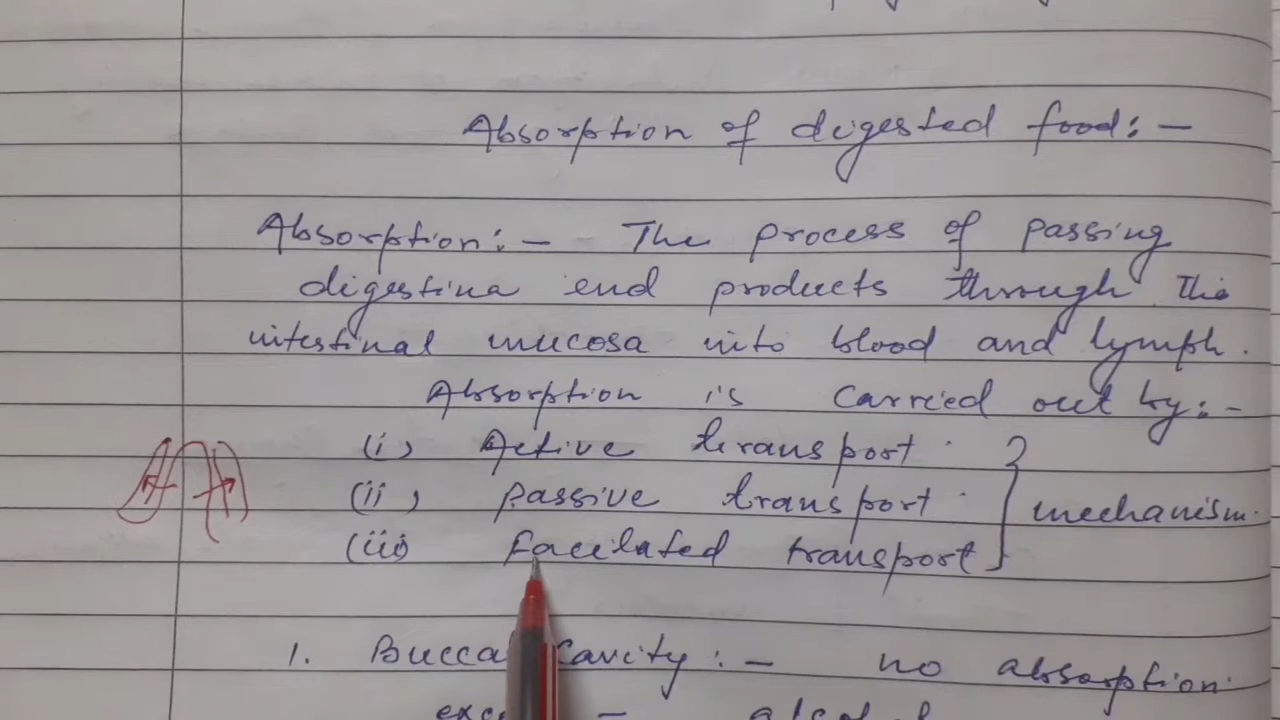 Absorption of digested food:-
Absorption:- The process of passing
digestina end products through the
intestinal mucosa into blood and lymph.
Absorption is carried out by:-
(i) Active transport
(ii) passive transport
(iii) facilated transport
mechanism.
1. Buccal Cavity:- no absorption